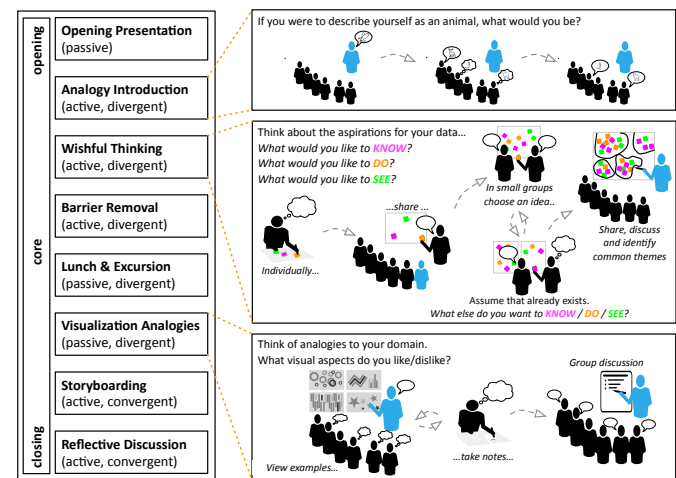 opening
core
closing
Opening Presentation
(passive)
Analogy Introduction
(active, divergent)
Wishful Thinking
(active, divergent)
Barrier Removal
(active, divergent)
Lunch & Excursion
(passive, divergent)
Visualization Analogies
(passive, divergent)
Storyboarding
(active, convergent)
Reflective Discussion
(active, convergent)
If you were to describe yourself as an animal, what would you be?
Think about the aspirations for your data...
What would you like to KNOW?
What would you like to DO?
What would you like to SEE?
Individually...
...share ...
In small groups
choose an idea..
Assume that already exists.
What else do you want to KNOW / DO / SEE?
Share, discuss
and identify
common themes
Think of analogies to your domain.
What visual aspects do you like/dislike?
View examples...
...take notes...
Group discussion